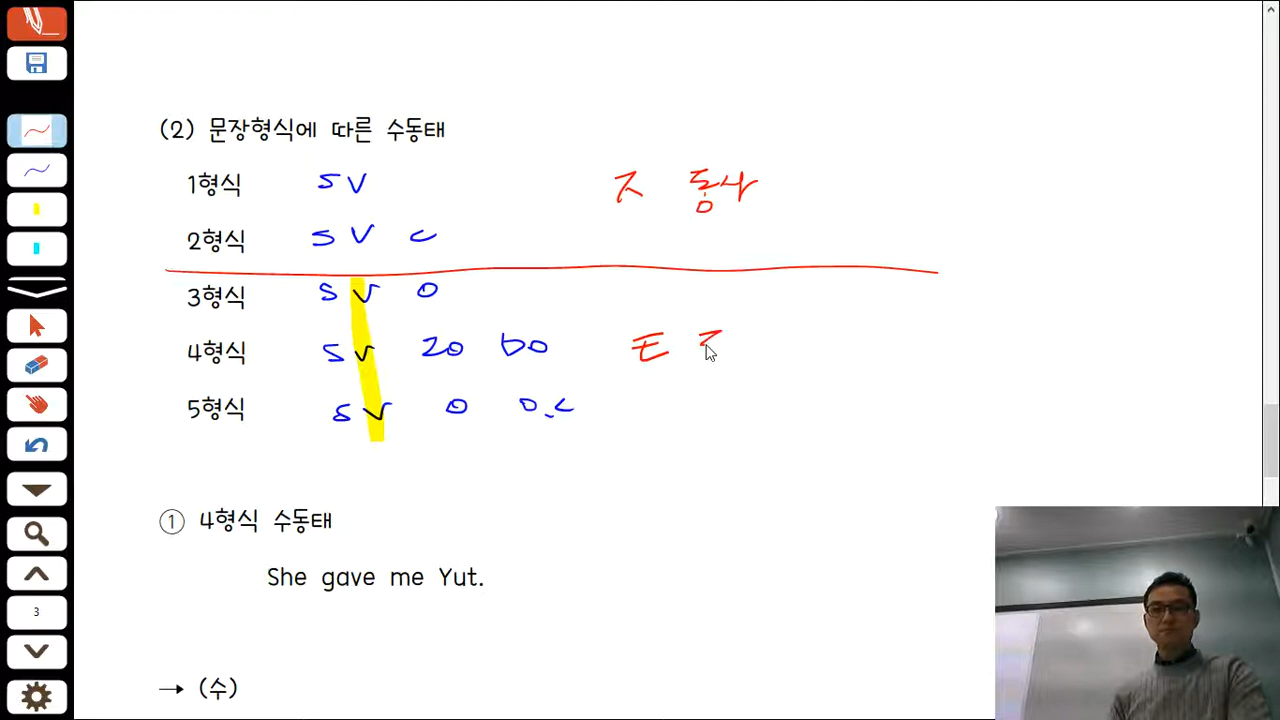 (2) 문장형식에 따른 수동태
1형식 S V 자 동사
2형식 S V C
3형식 S V O
4형식 S V IO DO 타
5형식 S V O O.C
① 4형식 수동태
She gave me Yut.
→ (수)
3